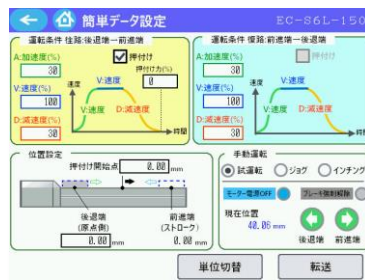 簡単データ設定 EC-S6L-150
運転条件 往路:後退端→前進端
A:加速度(%)
30
V:速度(%)
100
D:減速度(%)
30
押付け
押付け力(%)
0
速度
V:速度
V:速度 D:減速度
時間
運転条件 復路:前進端→後退端
A:加速度(%)
30
V:速度(%)
100
D:減速度(%)
30
押付け
速度
V:速度
V:速度 D:減速度
時間
位置設定
押付け開始点 0.00 mm
後退端
(原点側)
0.00 mm
前進端
(ストローク)
0.00 mm
手動運転
試運転 ジョグ インチング
モーター電源OFF ブレーキ強制解除
現在位置
40.06 mm
後退端 前進端
単位切替 転送